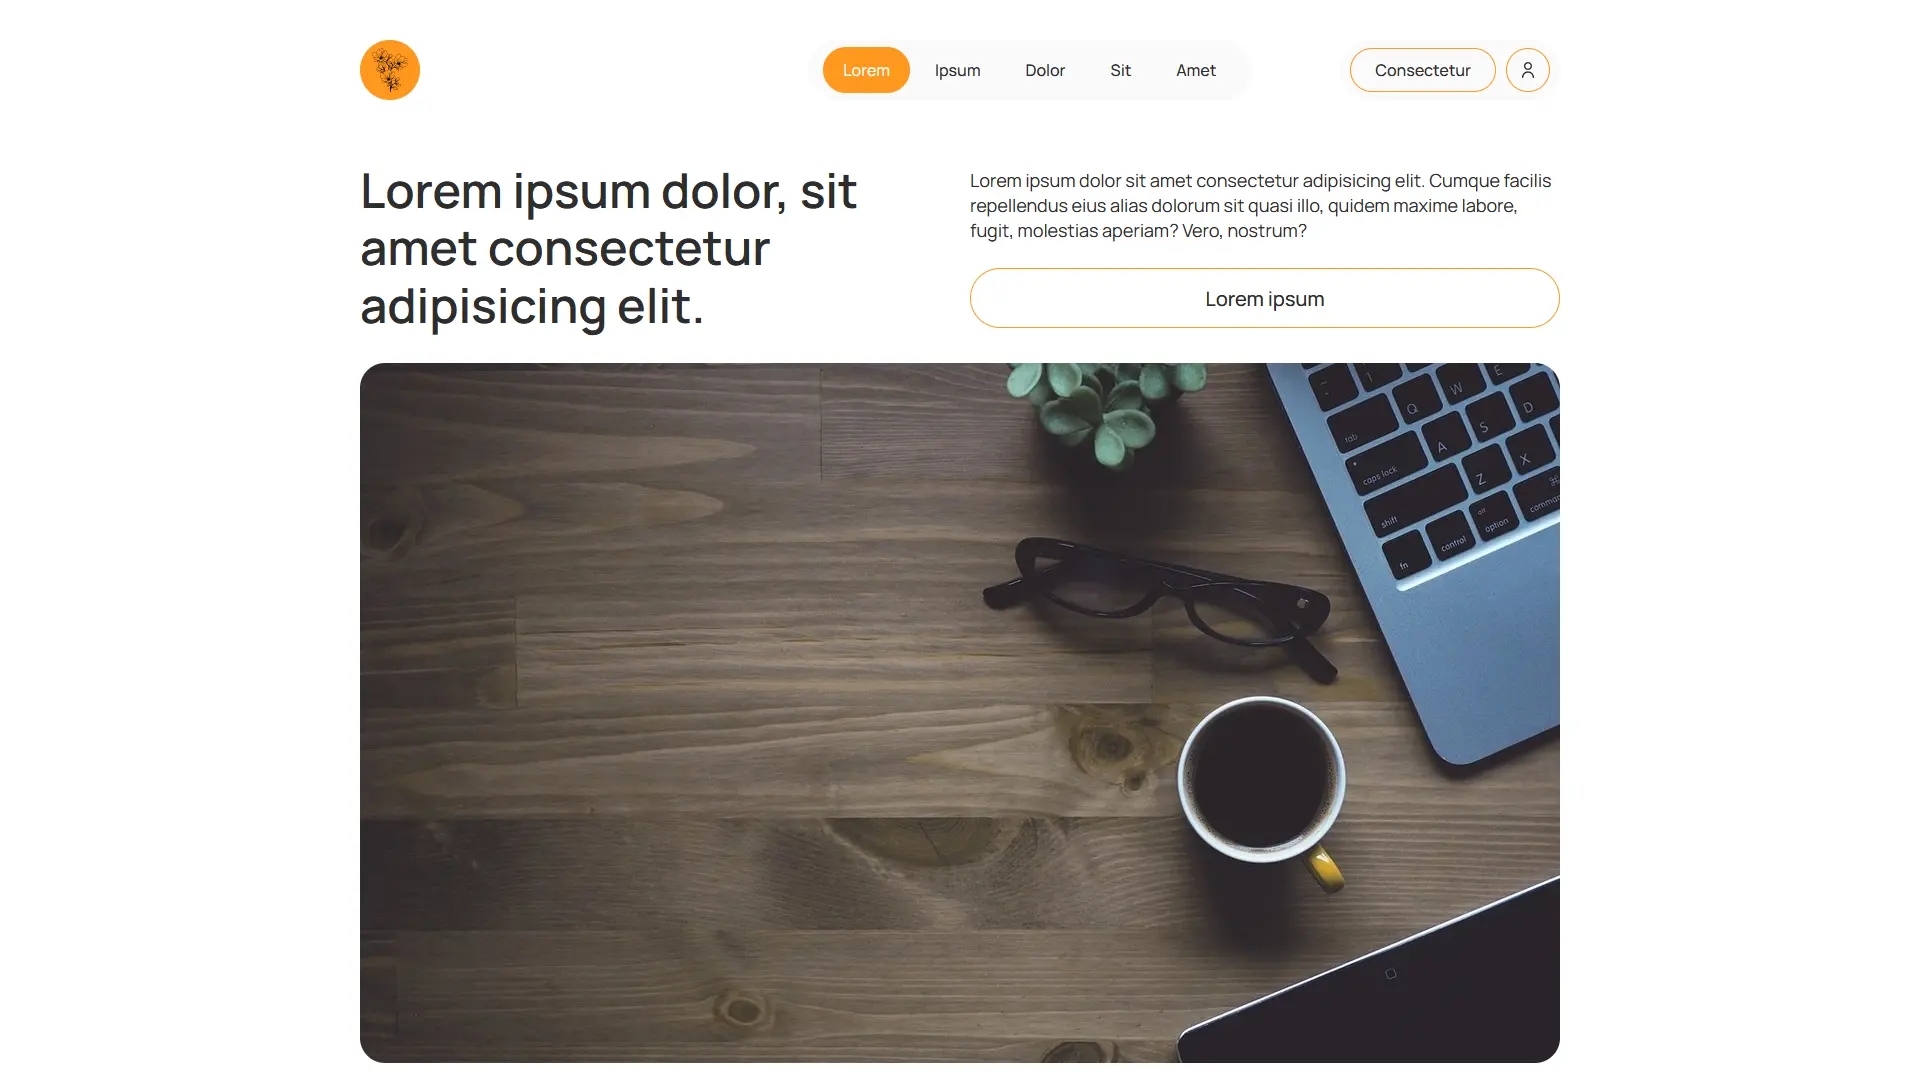 Lorem
Ipsum
Dolor
Sit
Amet
Consectetur
Lorem ipsum dolor, sit
amet consectetur
adipisicing elit.
Lorem ipsum dolor sit amet consectetur adipisicing elit. Cumque facilis
repellendus eius alias dolorum sit quasi illo, quidem maxime labore,
fugit, molestias aperiam? Vero, nostrum?
Lorem ipsum
1
W
E
tab
Q
S
D
caps lock
A
Z
X
shift
fn
control
option
alt
⌘